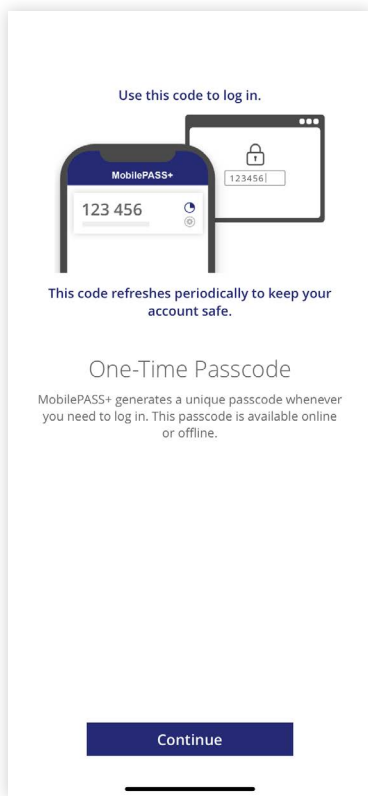 Use this code to log in.
MobilePASS+
123 456
123456
This code refreshes periodically to keep your
account safe.
One-Time Passcode
MobilePASS+ generates a unique passcode whenever
you need to log in. This passcode is available online
or offline.
Continue